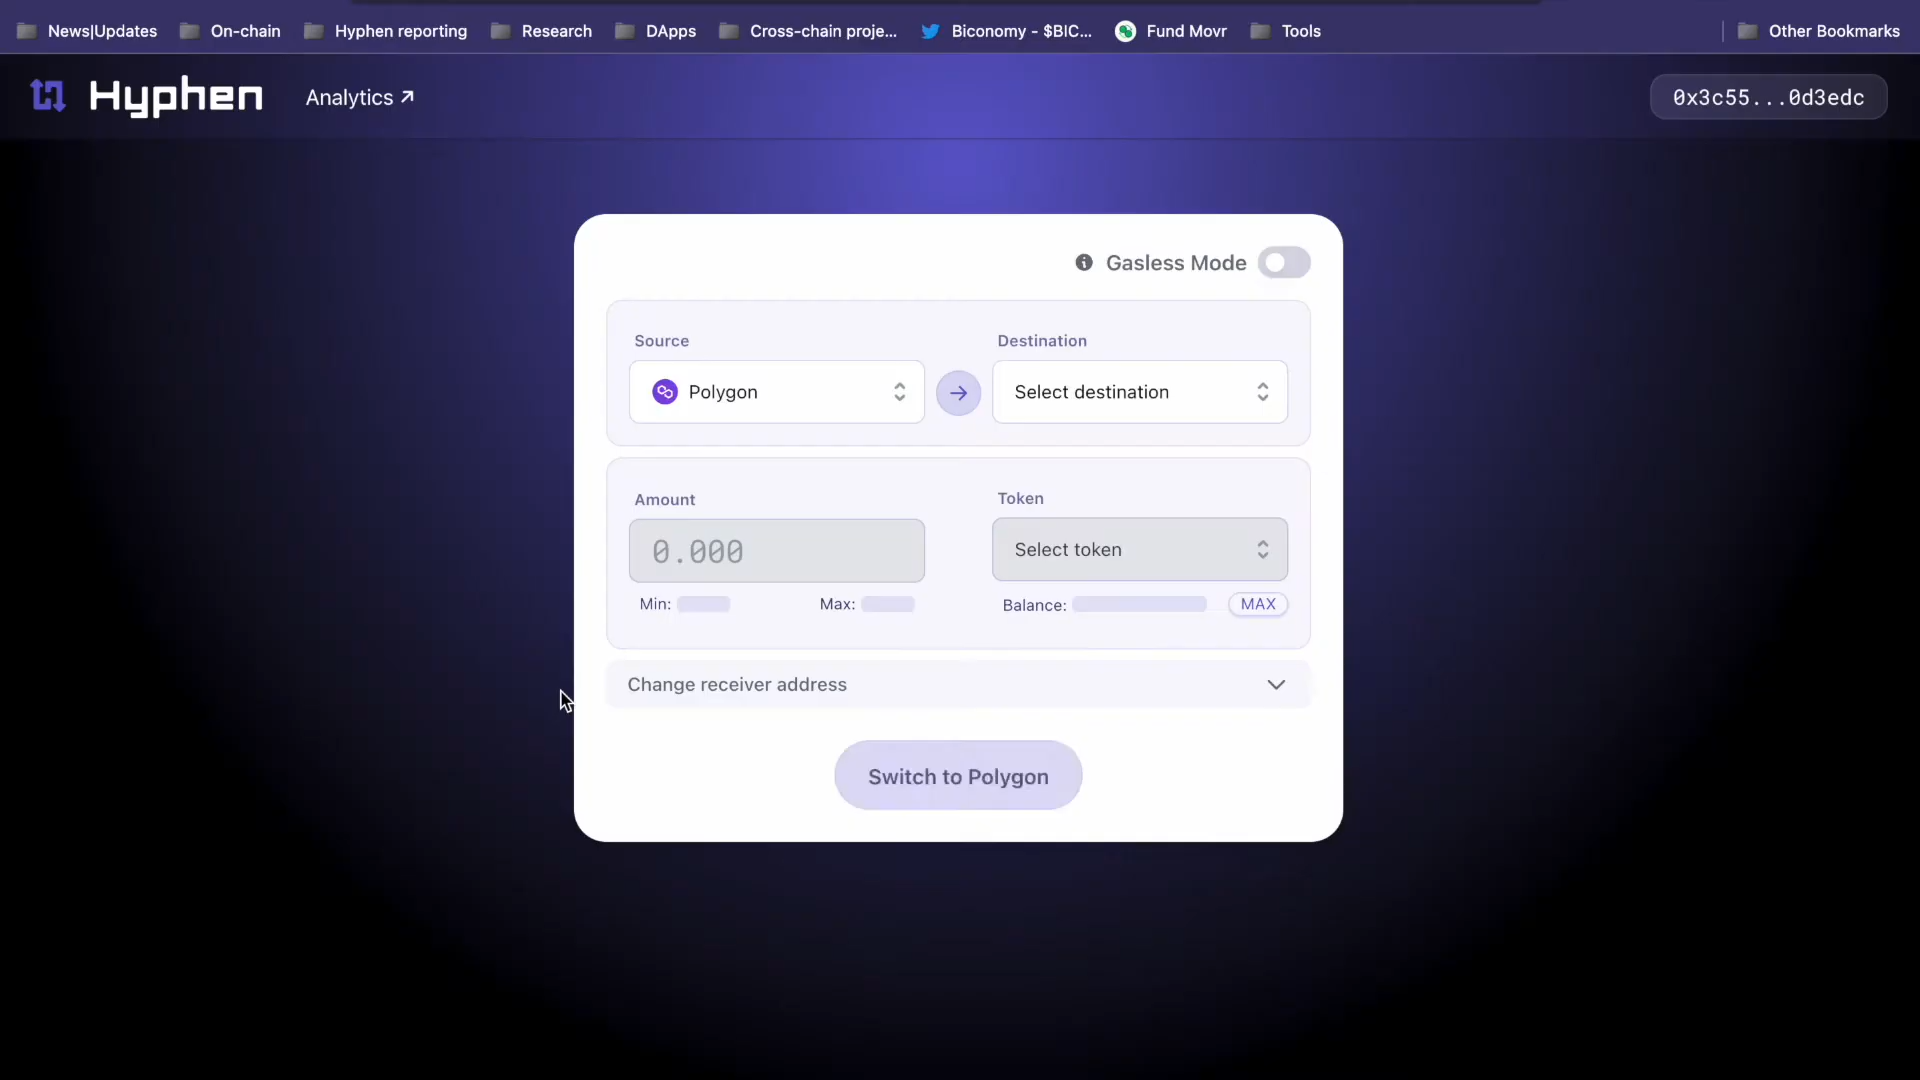 News|Updates On-chain Hyphen reporting Research DApps Cross-chain proje... Biconomy - $BIC... Fund Movr Tools Other Bookmarks
Hyphen Analytics 0x3c55...0d3edc
Gasless Mode
Source Destination
Polygon Select destination
Amount Token
0.000 Select token
Min: Max: Balance: MAX
Change receiver address
Switch to Polygon